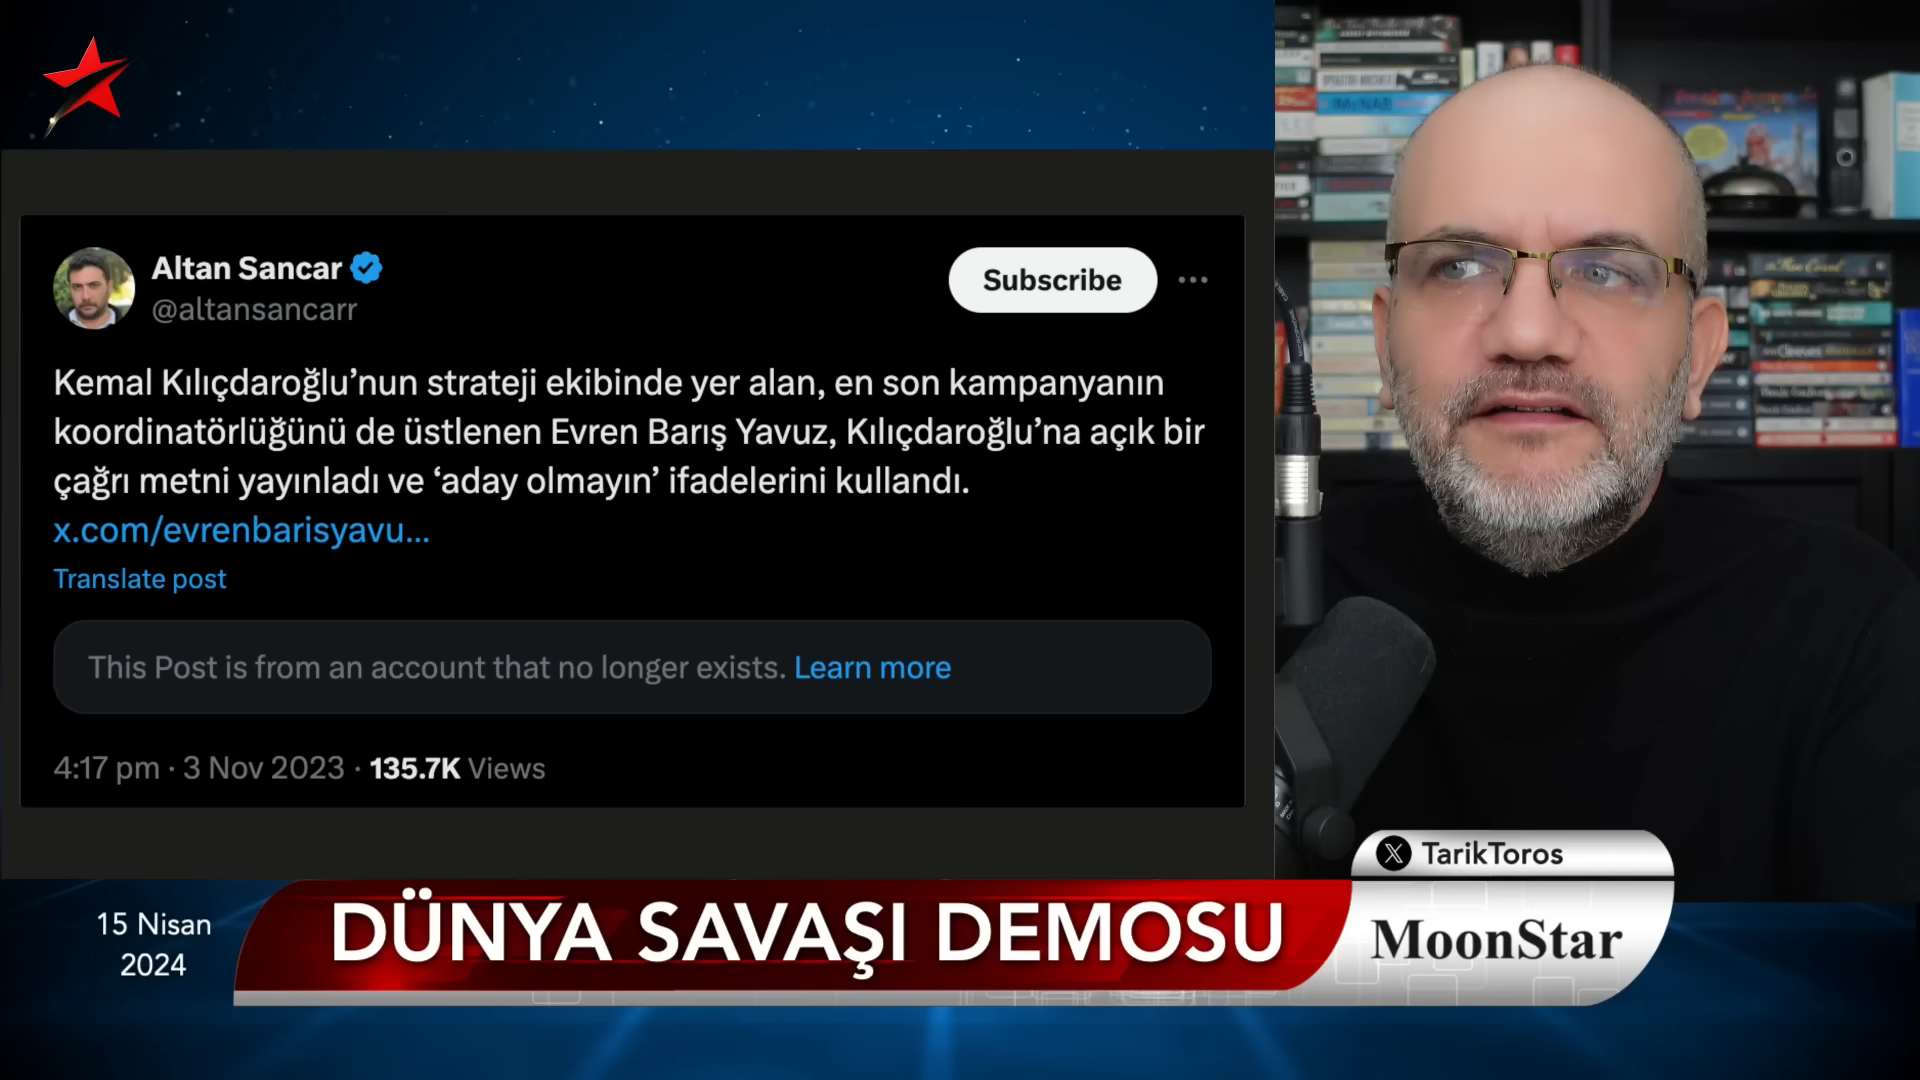 Altan Sancar
@altansancarr
Subscribe
Kemal Kılıçdaroğlu’nun strateji ekibinde yer alan, en son kampanyanın
koordinatörlüğünü de üstlenen Evren Barış Yavuz, Kılıçdaroğlu’na açık bir
çağrı metni yayınladı ve ‘aday olmayın’ ifadelerini kullandı.
x.com/evrenbarisyavu...
Translate post
This Post is from an account that no longer exists. Learn more
4:17 pm · 3 Nov 2023 · 135.7K Views
TarikToros
15 Nisan
2024
DÜNYA SAVAŞI DEMOSU
MoonStar